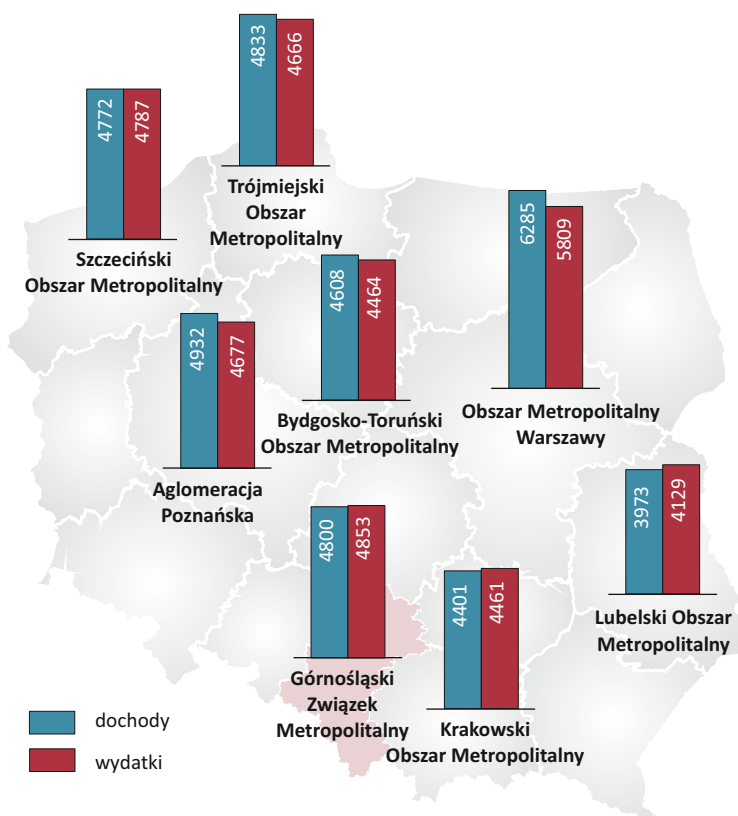 4833
4666
Trójmiejski
Obszar
Metropolitalny
4772
4787
Szczeciński
Obszar Metropolitalny
6285
5809
Obszar Metropolitalny
Warszawy
4608
4464
Bydgosko-Toruński
Obszar Metropolitalny
4932
4677
Aglomeracja
Poznańska
3973
4129
Lubelski Obszar
Metropolitalny
4800
4853
Górnośląski
Związek
Metropolitalny
4401
4461
Krakowski
Obszar Metropolitalny
dochody
wydatki